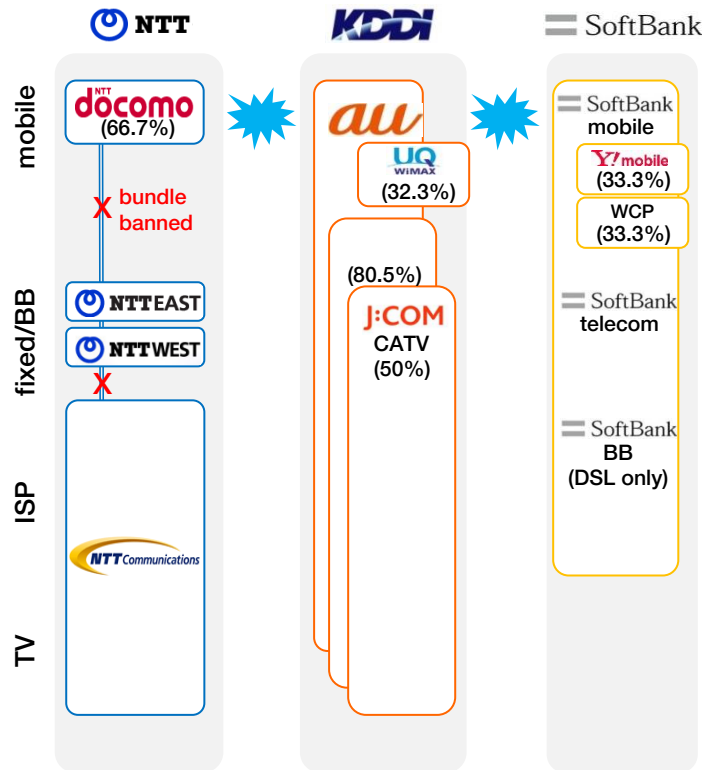 NTT
KDDI
SoftBank
mobile
fixed/BB
ISP
TV
NTT
döcomo
(66.7%)
X bundle
banned
NTT EAST
NTT WEST
X
NTT Communications
au
UQ
WiMAX
(32.3%)
(80.5%)
J:COM
CATV
(50%)
SoftBank
mobile
Y!mobile
(33.3%)
WCP
(33.3%)
SoftBank
telecom
SoftBank
BB
(DSL only)